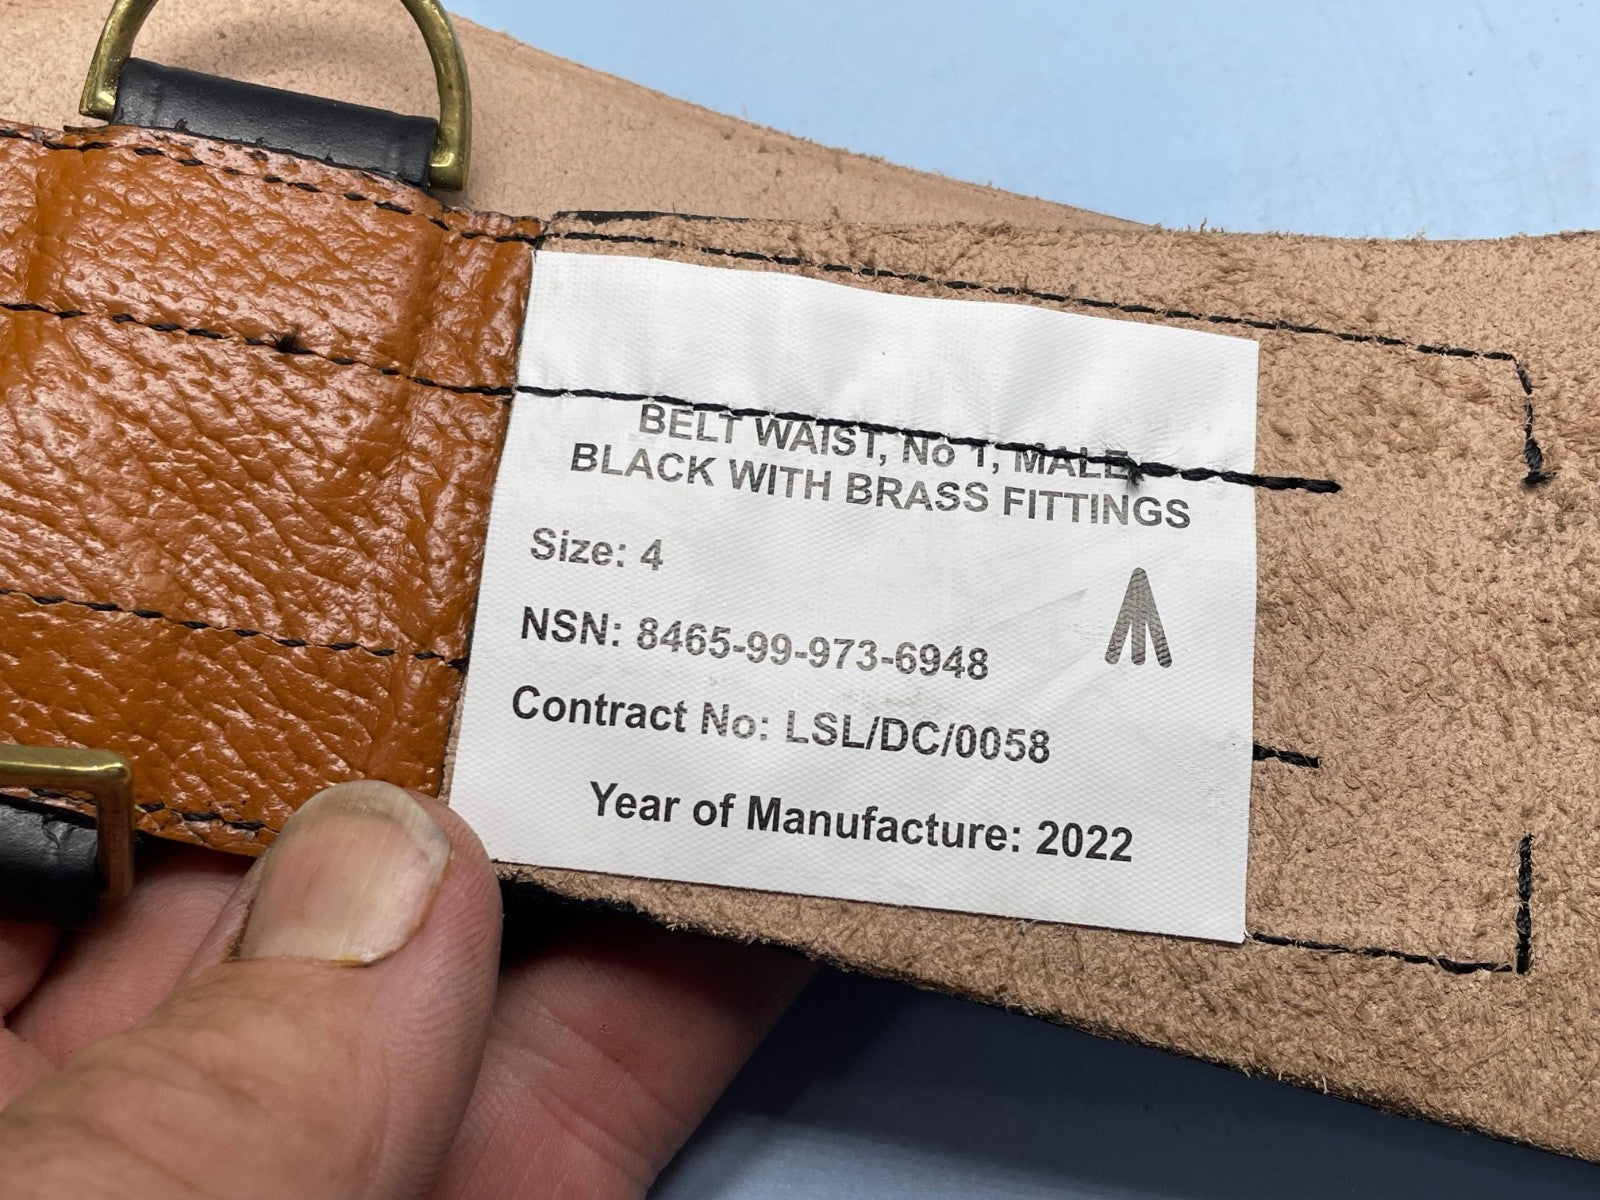 BELT WAIST, No 1, MALE,
BLACK WITH BRASS FITTINGS
Size: 4
NSN: 8465-99-973-6948
Contract No: LSL/DC/0058
Year of Manufacture: 2022